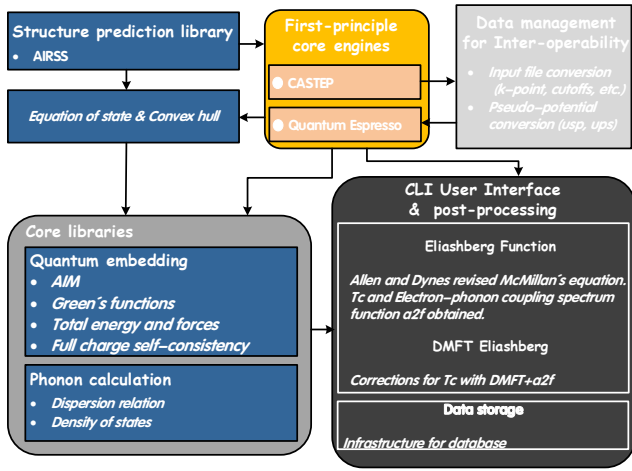 Structure prediction library
• AIRSS
First-principle
core engines
CASTEP
Quantum Espresso
Data management
for Inter-operability
• Input file conversion
(k-point, cutoffs, etc.)
• Pseudo-potential
conversion (usp, ups)
Equation of state & Convex hull
Core libraries
Quantum embedding
• AIM
• Green´s functions
• Total energy and forces
• Full charge self-consistency
Phonon calculation
• Dispersion relation
• Density of states
CLI User Interface
& post-processing
Eliashberg Function
Allen and Dynes revised McMillan´s equation.
Tc and Electron-phonon coupling spectrum
function a2f obtained.
DMFT Eliashberg
Corrections for Tc with DMFT+a2f
Data storage
Infrastructure for database